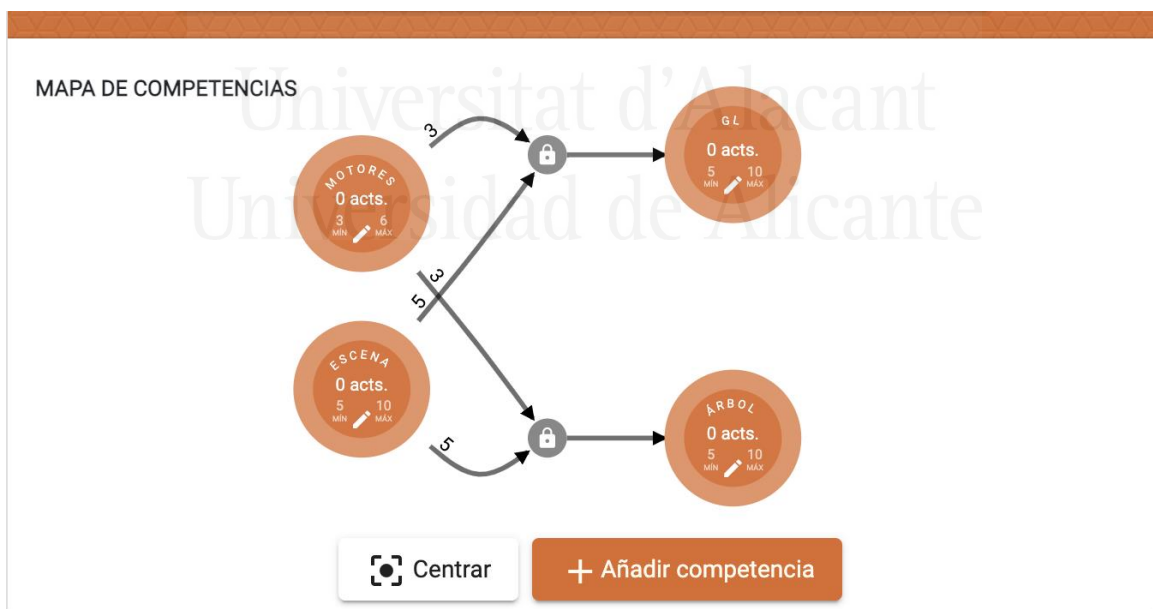 Universitat d'Alacant
Universidad de Alicante
MAPA DE COMPETENCIAS
MOTORES
0 acts.
3 6
MÍN MÁX
3
3
GL
0 acts.
5 10
MÍN MÁX
5
ESCENA
0 acts.
5 10
MÍN MÁX
5
ÁRBOL
0 acts.
5 10
MÍN MÁX
Centrar
+ Añadir competencia